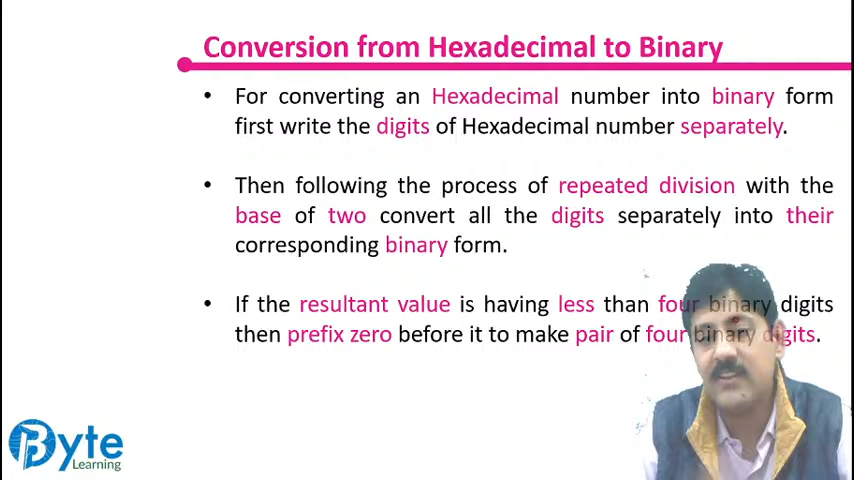 Conversion from Hexadecimal to Binary
• For converting an Hexadecimal number into binary form
first write the digits of Hexadecimal number separately.
• Then following the process of repeated division with the
base of two convert all the digits separately into their
corresponding binary form.
• If the resultant value is having less than four binary digits
then prefix zero before it to make pair of four binary digits.
Byte
Learning